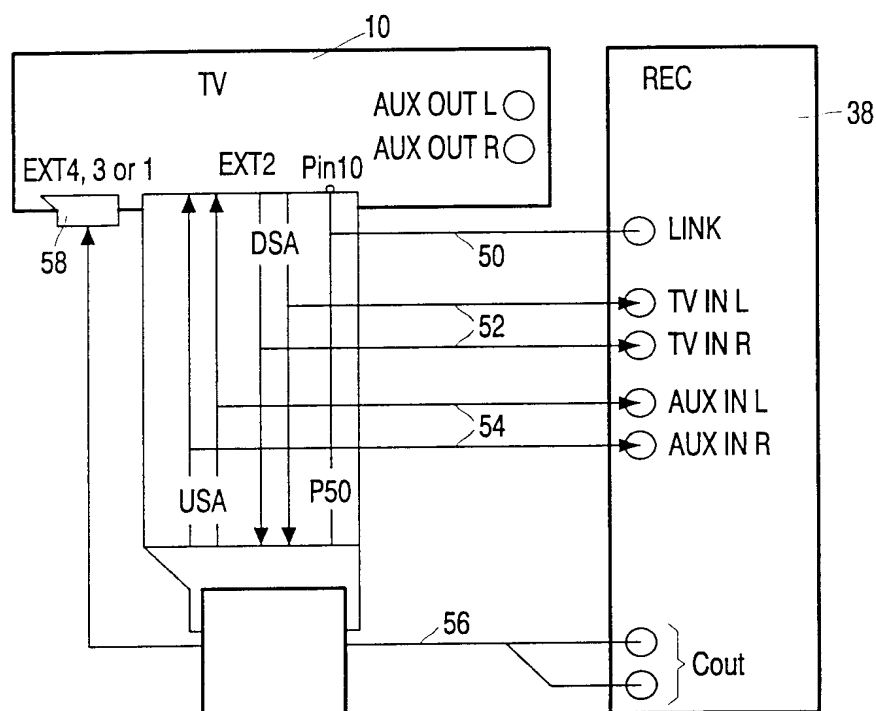 10
TV
REC
38
AUX OUT L
AUX OUT R
EXT4, 3 or 1
EXT2
Pin10
58
DSA
50
LINK
52
TV IN L
TV IN R
54
AUX IN L
AUX IN R
USA
P50
56
Cout